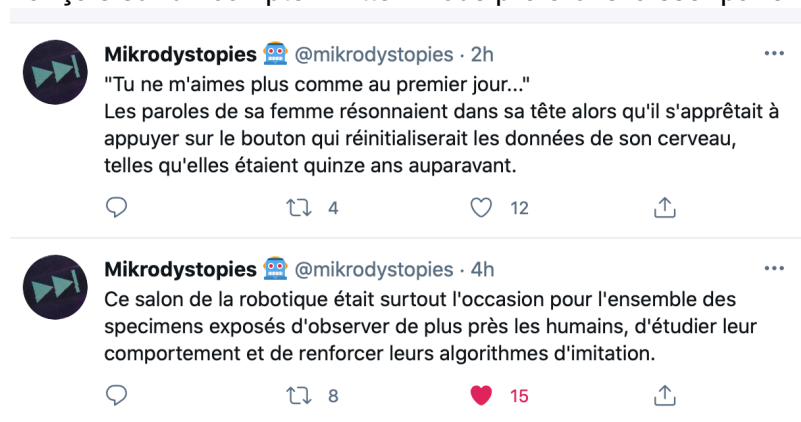 Mikrodystopies 🤖 @mikrodystopies · 2h
"Tu ne m'aimes plus comme au premier jour..."
Les paroles de sa femme résonnaient dans sa tête alors qu'il s'apprêtait à
appuyer sur le bouton qui réinitialiserait les données de son cerveau,
telles qu'elles étaient quinze ans auparavant.
4 12
Mikrodystopies 🤖 @mikrodystopies · 4h
Ce salon de la robotique était surtout l'occasion pour l'ensemble des
specimens exposés d'observer de plus près les humains, d'étudier leur
comportement et de renforcer leurs algorithmes d'imitation.
8 15